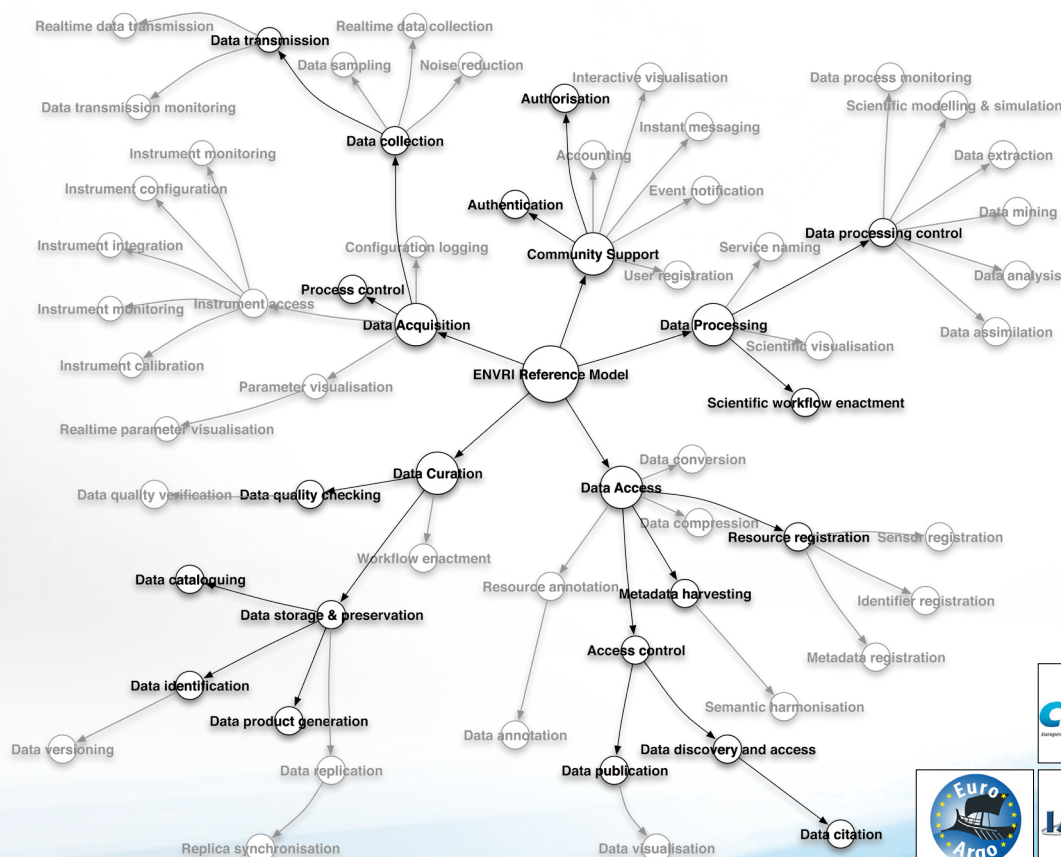 Realtime data transmission
Realtime data collection
Data transmission
Data sampling
Noise reduction
Interactive visualisation
Data process monitoring
Authorisation
Data transmission monitoring
Scientific modelling & simulation
Instant messaging
Data collection
Instrument monitoring
Accounting
Data extraction
Instrument configuration
Event notification
Authentication
Data mining
Data processing control
Instrument integration
Configuration logging
Service naming
Community Support
User registration
Data analysis
Process control
Instrument monitoring
Instrument access
Data Acquisition
Data Processing
Data assimilation
Scientific visualisation
Instrument calibration
ENVRI Reference Model
Parameter visualisation
Scientific workflow enactment
Realtime parameter visualisation
Data conversion
Data Curation
Data Access
Data quality verification
Data quality checking
Data compression
Resource registration
Sensor registration
Workflow enactment
Data cataloguing
Resource annotation
Metadata harvesting
Identifier registration
Data storage & preservation
Access control
Metadata registration
Data identification
Semantic harmonisation
Data product generation
Data annotation
Data versioning
Data discovery and access
Data replication
Data publication
Euro
Argo
Data citation
Replica synchronisation
Data visualisation